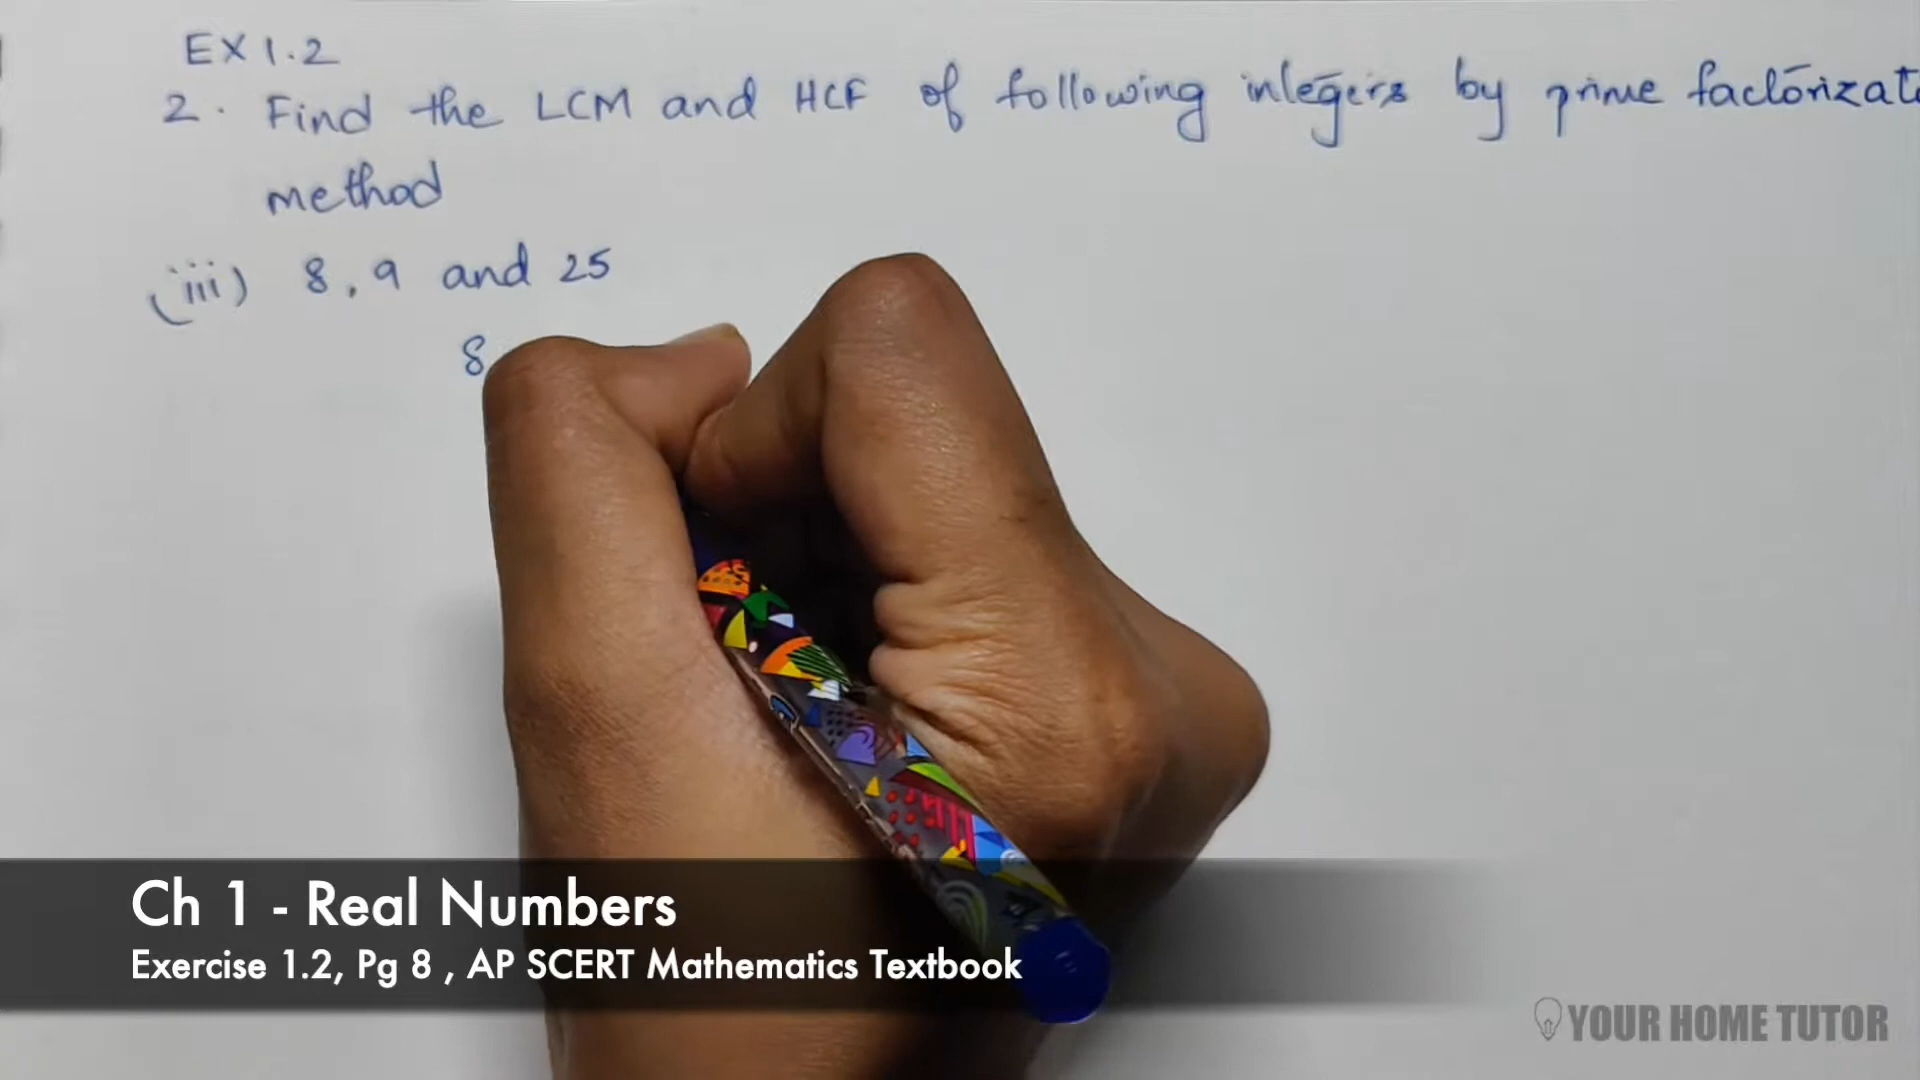 EX 1.2
2. Find the LCM and HCF of following integers by prime factorizat
method
(iii) 8, 9 and 25
8
Ch 1 - Real Numbers
Exercise 1.2, Pg 8 , AP SCERT Mathematics Textbook
YOUR HOME TUTOR